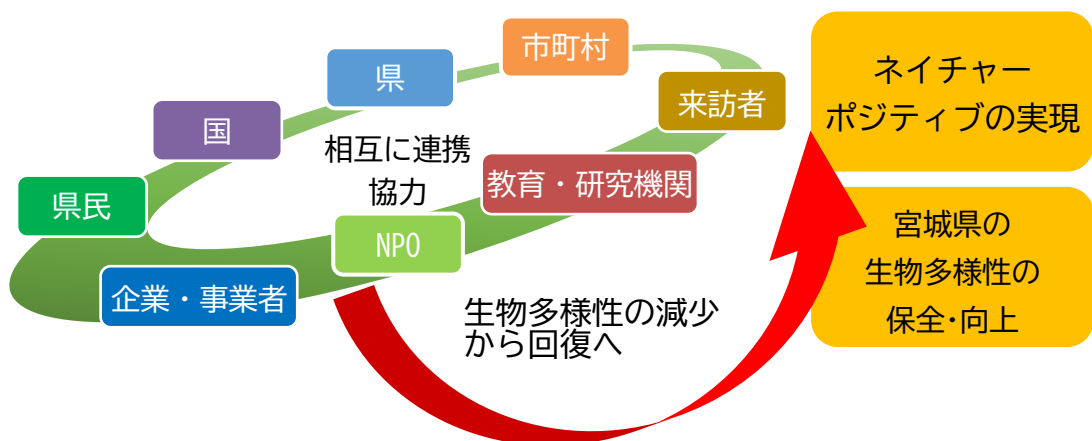 市町村
県
来訪者
国
相互に連携
協力
教育・研究機関
県民
NPO
企業・事業者
生物多様性の減少
から回復へ
ネイチャー
ポジティブの実現
宮城県の
生物多様性の
保全･向上